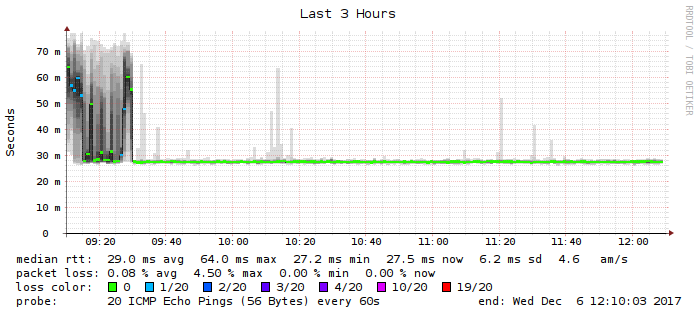 Last 3 Hours
RRDTOOL / TOBI OETIKER
Seconds
70 m
60 m
50 m
40 m
30 m
20 m
10 m
0
09:20 09:40 10:00 10:20 10:40 11:00 11:20 11:40 12:00
median rtt: 29.0 ms avg 64.0 ms max 27.2 ms min 27.5 ms now 6.2 ms sd 4.6 am/s
packet loss: 0.08 % avg 4.50 % max 0.00 % min 0.00 % now
loss color: 0 1/20 2/20 3/20 4/20 10/20 19/20
probe: 20 ICMP Echo Pings (56 Bytes) every 60s end: Wed Dec 6 12:10:03 2017